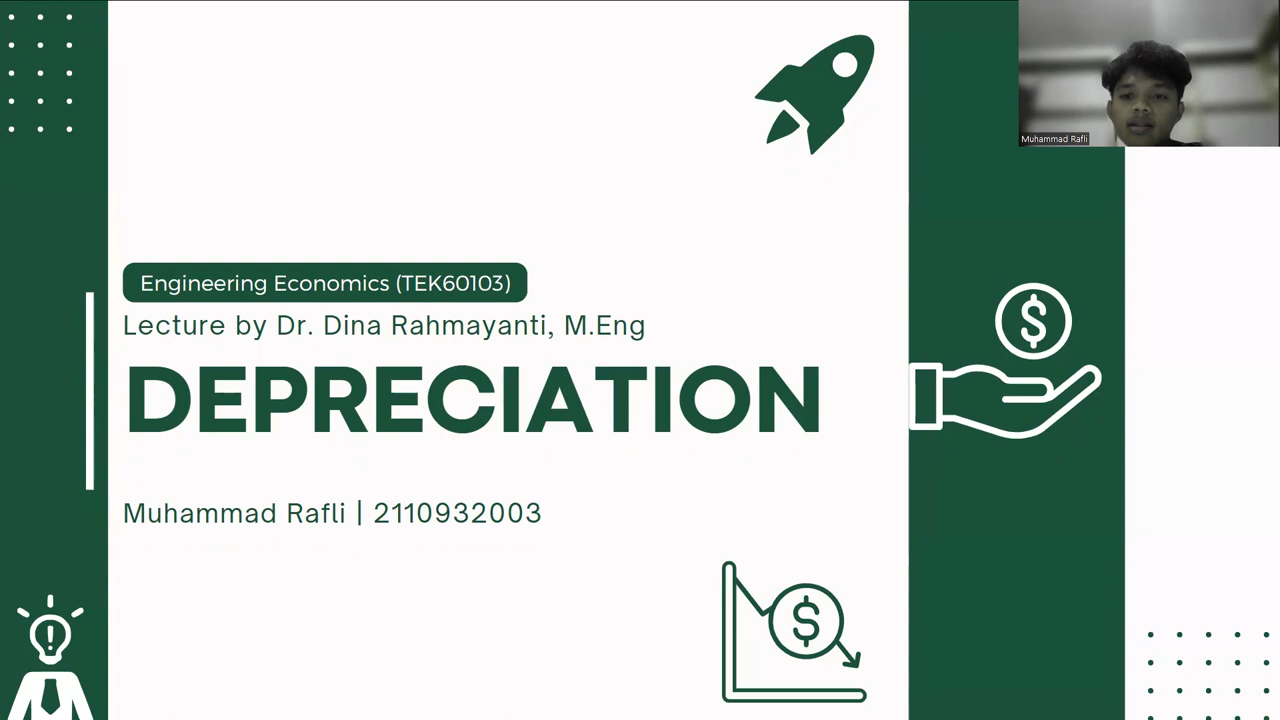 Muhammad Rafli
Engineering Economics (TEK60103)
Lecture by Dr. Dina Rahmayanti, M.Eng
DEPRECIATION
Muhammad Rafli | 2110932003